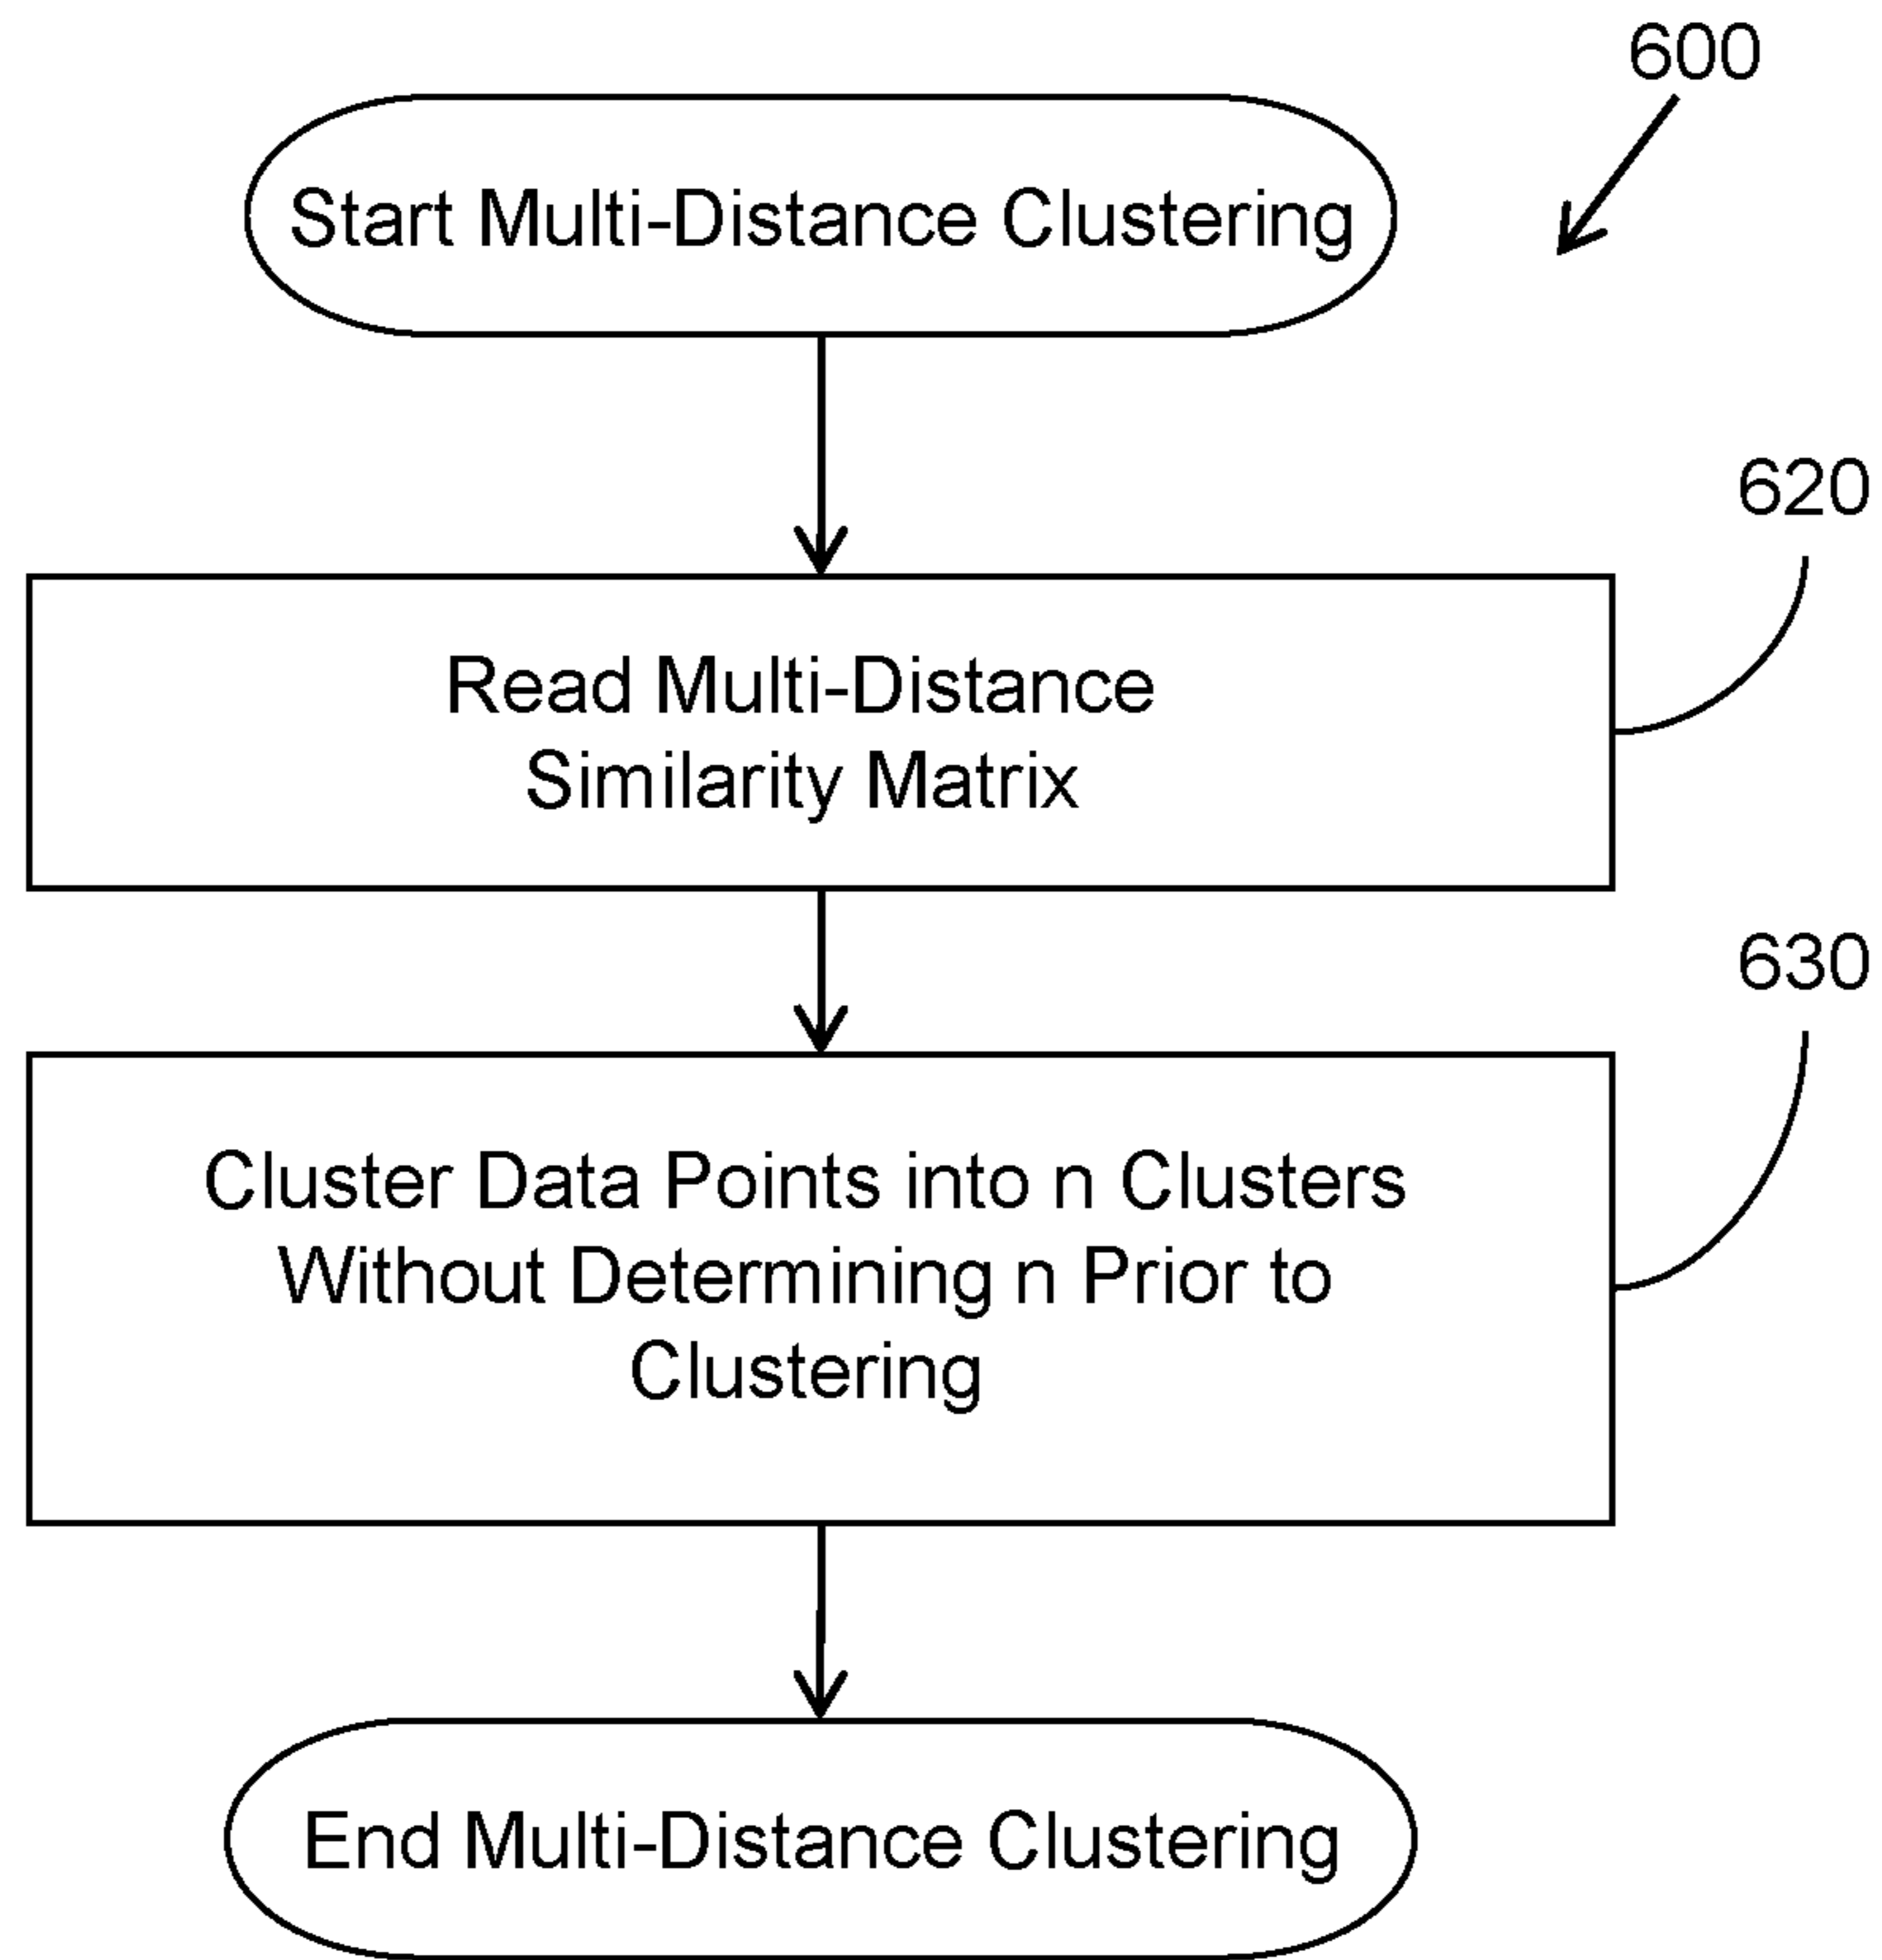 600
Start Multi-Distance Clustering
620
Read Multi-Distance
Similarity Matrix
630
Cluster Data Points into n Clusters
Without Determining n Prior to
Clustering
End Multi-Distance Clustering